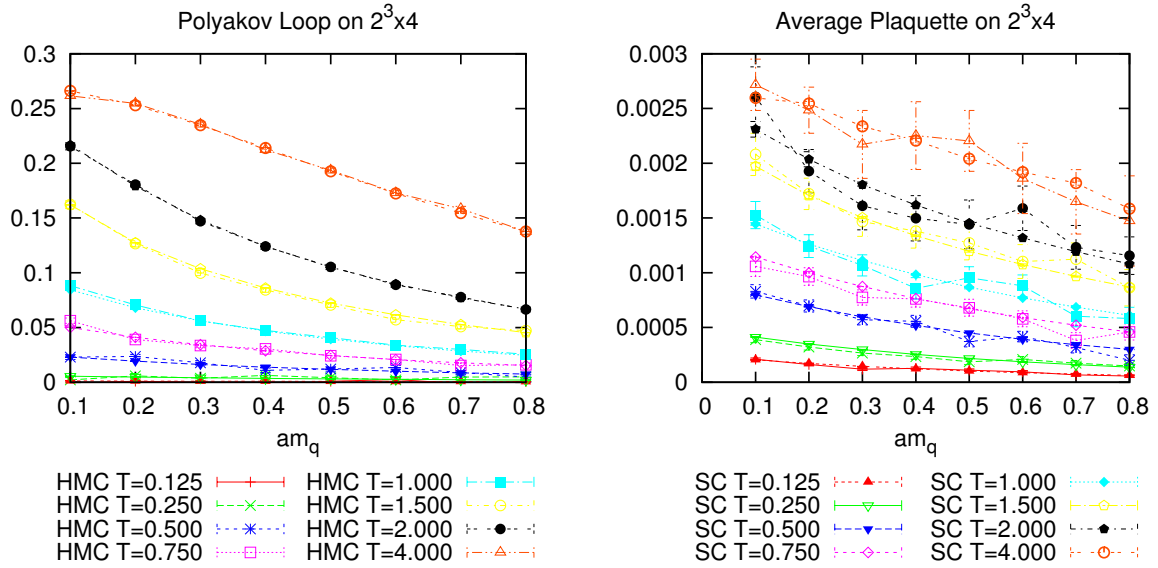 Polyakov Loop on 2³x4
0.3
0.25
0.2
0.15
0.1
0.05
0
0.1 0.2 0.3 0.4 0.5 0.6 0.7 0.8
am_q
HMC T=0.125 HMC T=1.000
HMC T=0.250 HMC T=1.500
HMC T=0.500 HMC T=2.000
HMC T=0.750 HMC T=4.000
Average Plaquette on 2³x4
0.003
0.0025
0.002
0.0015
0.001
0.0005
0
0 0.1 0.2 0.3 0.4 0.5 0.6 0.7 0.8
am_q
SC T=0.125 SC T=1.000
SC T=0.250 SC T=1.500
SC T=0.500 SC T=2.000
SC T=0.750 SC T=4.000